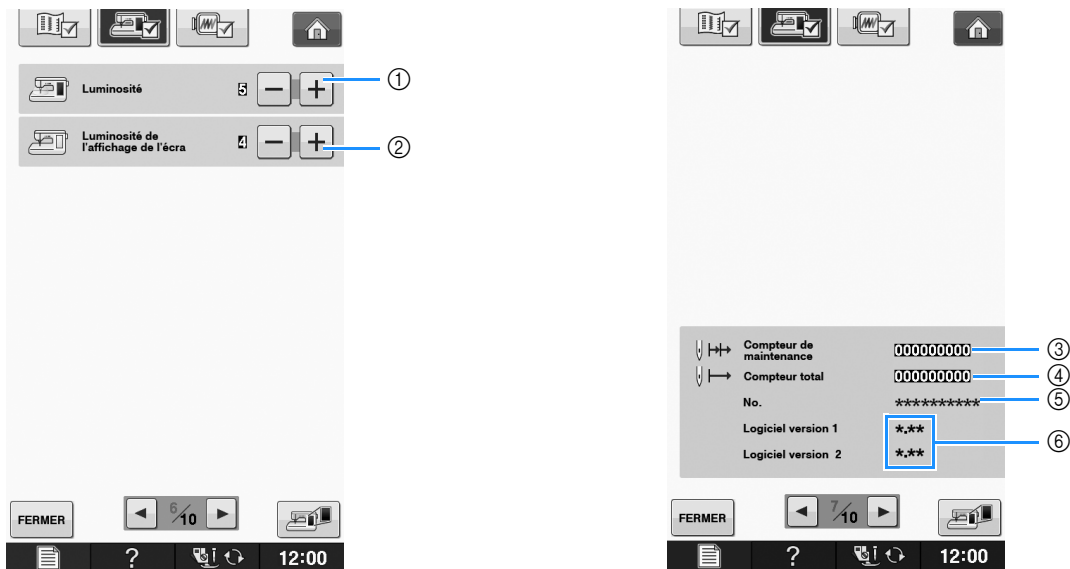 Luminosité 5 − + ①
Luminosité de
l'affichage de l'écra 4 − + ②
FERMER 6/10
? 12:00
Compteur de
maintenance 000000000 ③
Compteur total 000000000 ④
No. ********** ⑤
Logiciel version 1 *.** ⑥
Logiciel version 2 *.**
FERMER 7/10
? 12:00